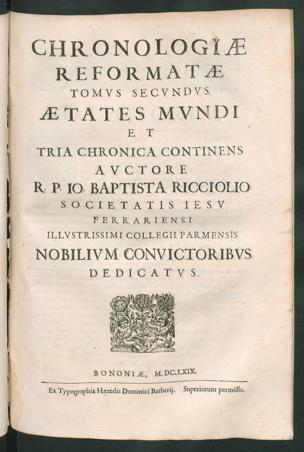 CHRONOLOGIÆ
REFORMATÆ
TOMVS SECVNDVS.
ÆTATES MVNDI
ET
TRIA CHRONICA CONTINENS
AVCTORE
R. P. IO. BAPTISTA RICCIOLIO
SOCIETATIS IESV
FERRARIENSI
ILLVSTRISSIMI COLLEGII PARMENSIS.
NOBILIVM CONVICTORIBVS.
DEDICATVS.
BONONIÆ, M.DC.LXIX.
Ex Typographia Hæredis Dominici Barberij. Superiorum permissu.